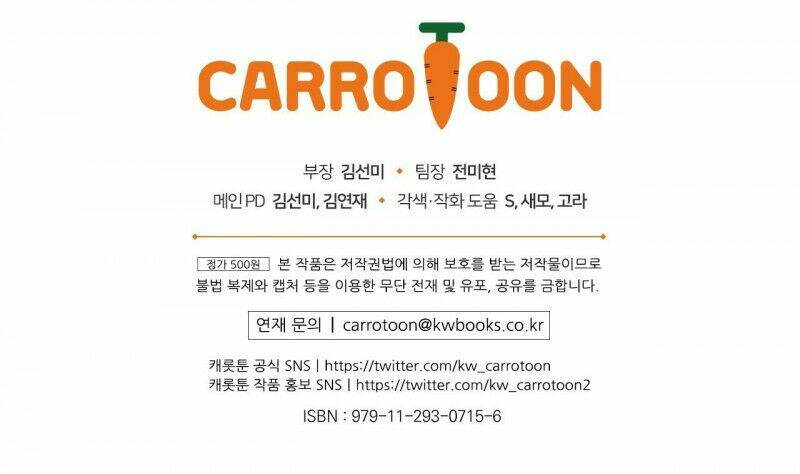 CARROTOON
부장 김선미 • 팀장 전미현
메인 PD 김선미, 김연재 • 각색·작화 도움 S, 새모, 고라
정가 500원 본 작품은 저작권법에 의해 보호를 받는 저작물이므로
불법 복제와 캡처 등을 이용한 무단 전재 및 유포, 공유를 금합니다.
연재 문의 | carrotoon@kwbooks.co.kr
캐롯툰 공식 SNS | https://twitter.com/kw_carrotoon
캐롯툰 작품 홍보 SNS | https://twitter.com/kw_carrotoon2
ISBN : 979-11-293-0715-6